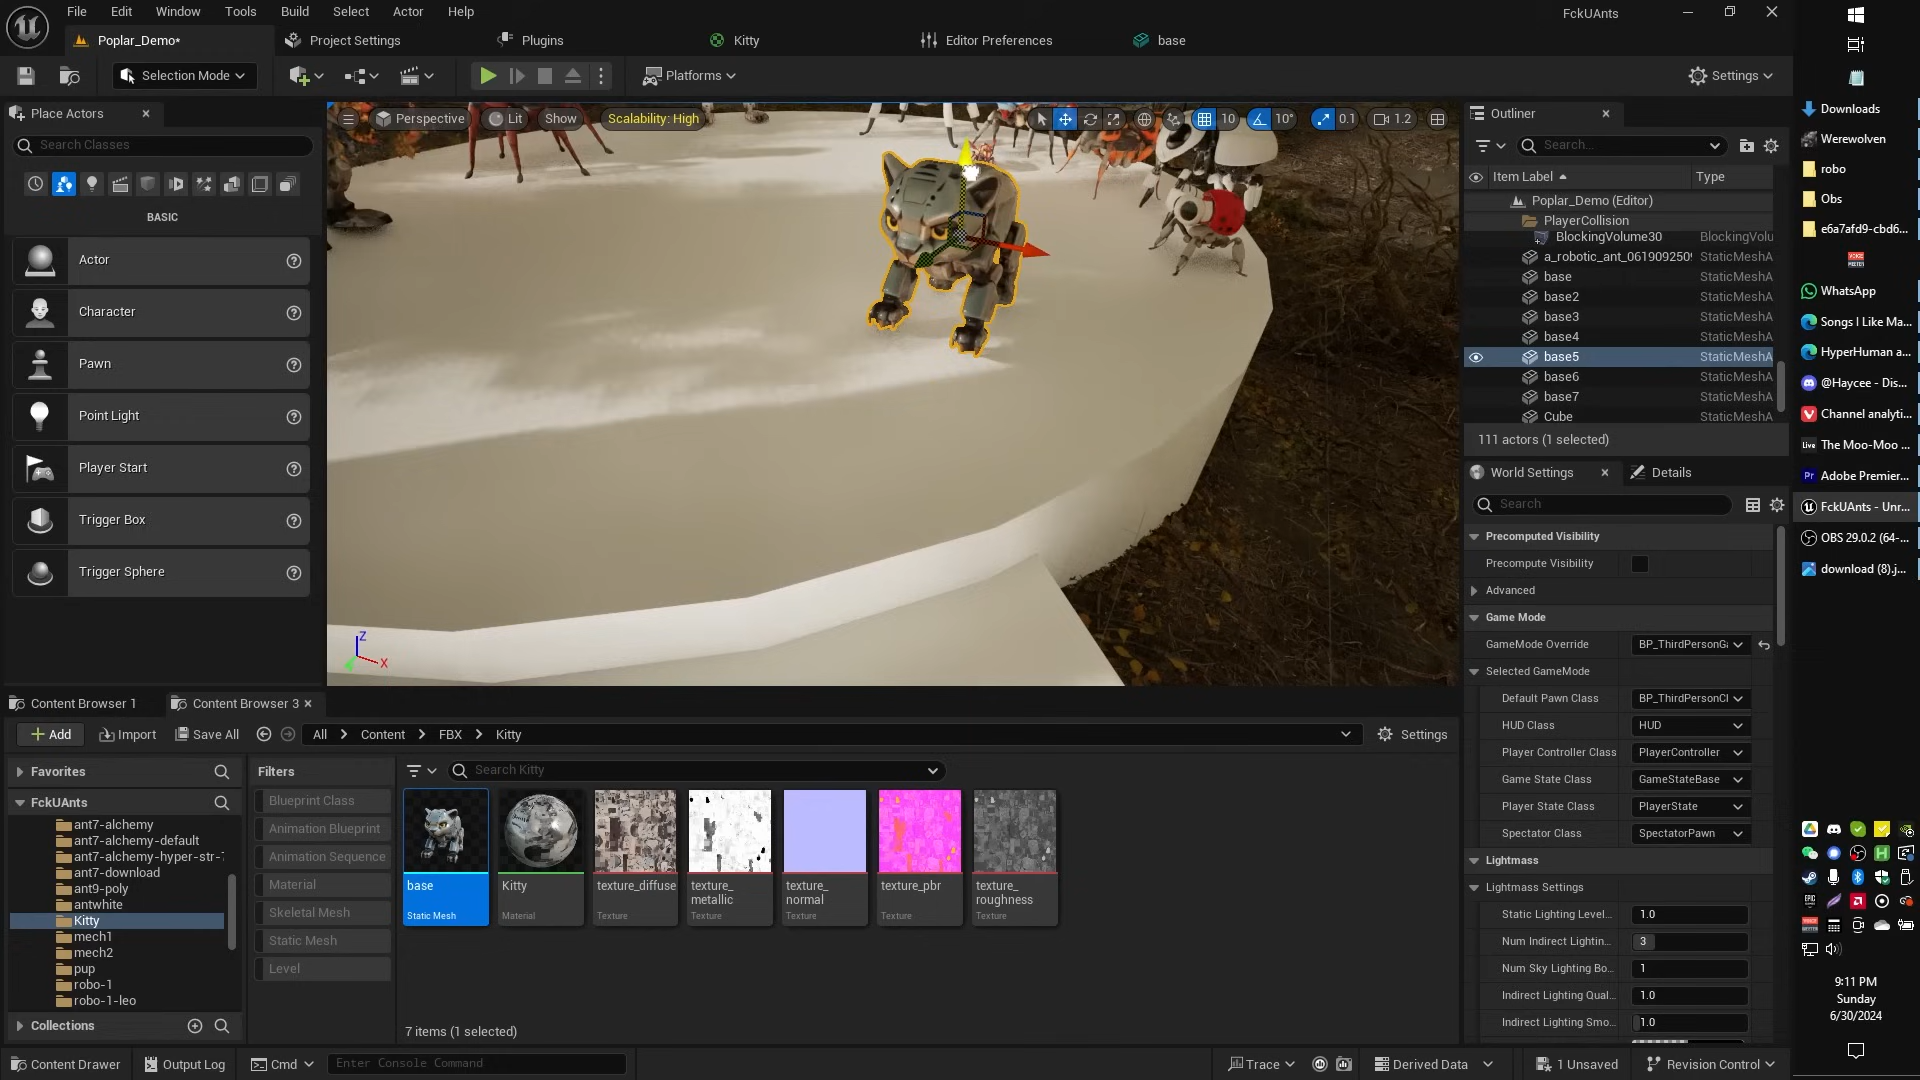 File Edit Window Tools Build Select Actor Help
FckUAnts
Poplar_Demo*
Project Settings
Plugins
Kitty
Editor Preferences
base
Selection Mode
Platforms
Settings
Place Actors
Search Classes
BASIC
Actor
Character
Pawn
Point Light
Player Start
Trigger Box
Trigger Sphere
Perspective
Lit
Show
Scalability: High
10
10°
0.1
1.2
Z
X
Outliner
Search...
Item Label
Type
Poplar_Demo (Editor)
PlayerCollision
BlockingVolume30 BlockingVolu
a_robotic_ant_0619092509 StaticMeshA
base StaticMeshA
base2 StaticMeshA
base3 StaticMeshA
base4 StaticMeshA
base5 StaticMeshA
base6 StaticMeshA
base7 StaticMeshA
Cube StaticMeshA
111 actors (1 selected)
World Settings
Details
Search
Precomputed Visibility
Precompute Visibility
Advanced
Game Mode
GameMode Override BP_ThirdPersonGa
Selected GameMode
Default Pawn Class BP_ThirdPersonCl
HUD Class HUD
Player Controller Class PlayerController
Game State Class GameStateBase
Player State Class PlayerState
Spectator Class SpectatorPawn
Lightmass
Lightmass Settings
Static Lighting Level... 1.0
Num Indirect Lightin... 3
Num Sky Lighting Bo... 1
Indirect Lighting Qual... 1.0
Indirect Lighting Smo... 1.0
Content Browser 1
Content Browser 3
Add
Import
Save All
All > Content > FBX > Kitty
Settings
Favorites
FckUAnts
ant7-alchemy
ant7-alchemy-default
ant7-alchemy-hyper-str-7
ant7-download
ant9-poly
antwhite
Kitty
mech1
mech2
pup
robo-1
robo-1-leo
Collections
Filters
Blueprint Class
Animation Blueprint
Animation Sequence
Material
Skeletal Mesh
Static Mesh
Level
Search Kitty
base
Static Mesh
Kitty
Material
texture_diffuse
Texture
texture_
metallic
Texture
texture_
normal
Texture
texture_pbr
Texture
texture_
roughness
Texture
7 items (1 selected)
Content Drawer
Output Log
Cmd
Enter Console Command
Trace
Derived Data
1 Unsaved
Revision Control
Downloads
Werewolven
robo
Obs
e6a7afd9-cbd6...
WhatsApp
Songs I Like Ma...
HyperHuman a...
@Haycee - Dis...
Channel analyti...
The Moo-Moo ...
Adobe Premier...
FckUAnts - Unr...
OBS 29.0.2 (64-...
download (8).j...
9:11 PM
Sunday
6/30/2024